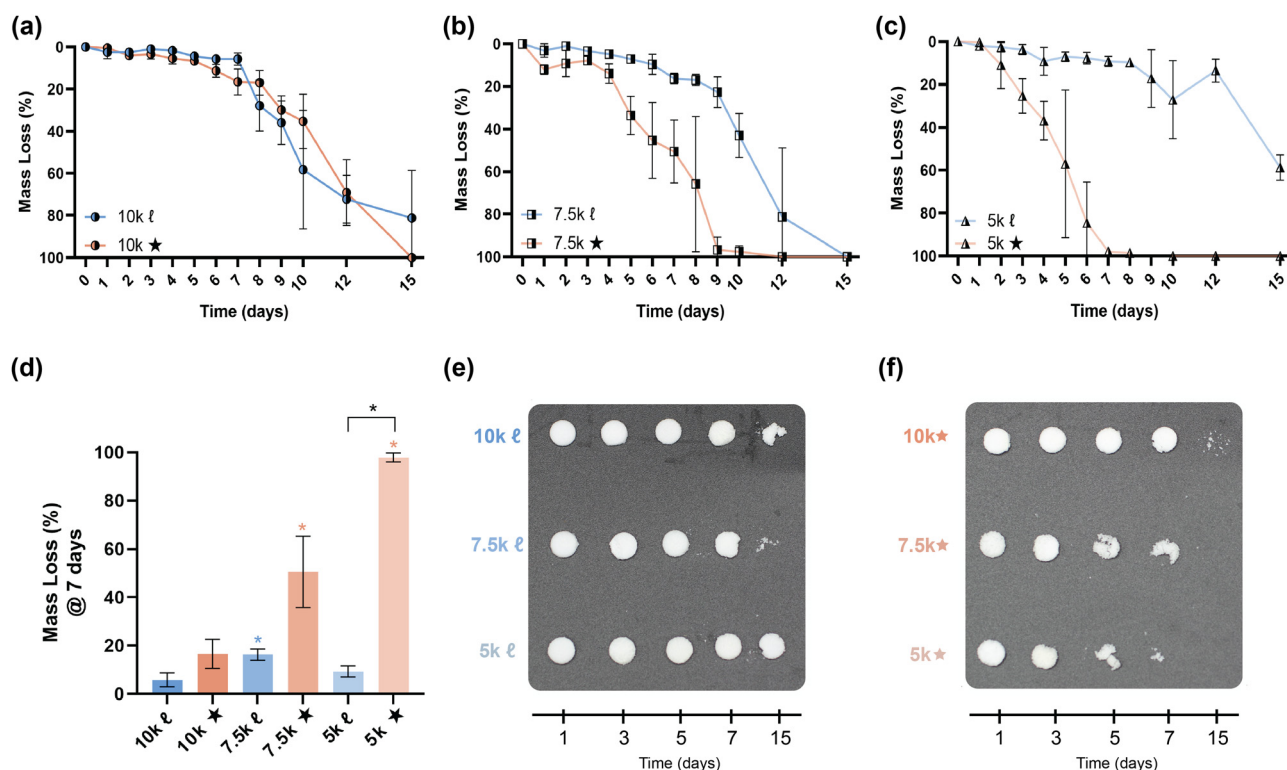 (a)
0
20
40
60
80
100
Mass Loss (%)
10k ℓ
10k ★
0 1 2 3 4 5 6 7 8 9 10 12 15
Time (days)
(b)
0
20
40
60
80
100
Mass Loss (%)
7.5k ℓ
7.5k ★
0 1 2 3 4 5 6 7 8 9 10 12 15
Time (days)
(c)
0
20
40
60
80
100
Mass Loss (%)
5k ℓ
5k ★
0 1 2 3 4 5 6 7 8 9 10 12 15
Time (days)
(d)
Mass Loss (%)
@ 7 days
100
80
60
40
20
0
*
*
*
*
10k ℓ 10k ★ 7.5k ℓ 7.5k ★ 5k ℓ 5k ★
(e)
10k ℓ
7.5k ℓ
5k ℓ
1 3 5 7 15
Time (days)
(f)
10k★
7.5k★
5k★
1 3 5 7 15
Time (days)